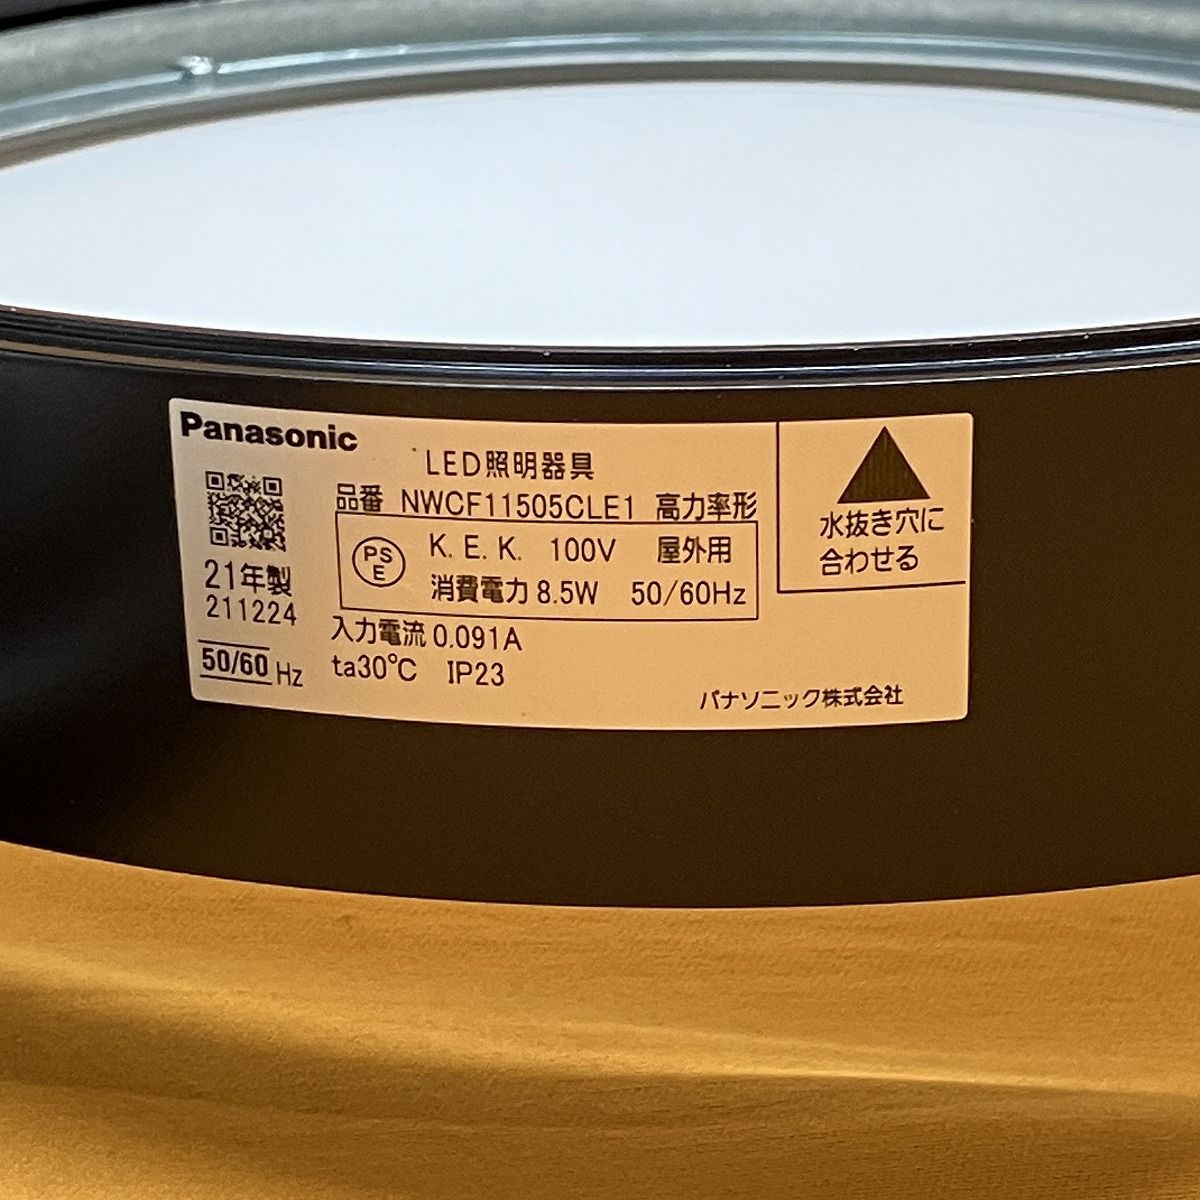 Panasonic
LED照明器具
品番 NWCF11505CLE1 高力率形
PS
E
K. E. K. 100V 屋外用
消費電力 8.5W 50/60Hz
21年製
211224
50/60 Hz
入力電流 0.091A
ta30℃ IP23
パナソニック株式会社
水抜き穴に
合わせる